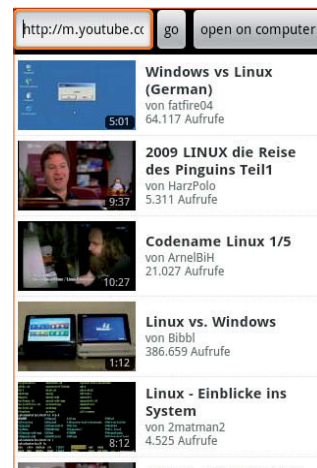 http://m.youtube.cc
go
open on computer
Windows vs Linux
(German)
von fatfire04
64.117 Aufrufe
5:01
2009 LINUX die Reise
des Pinguins Teil1
von HarzPolo
5.311 Aufrufe
9:37
Codename Linux 1/5
von ArnelBiH
21.027 Aufrufe
10:27
Linux vs. Windows
von Bibbl
386.659 Aufrufe
1:12
Linux - Einblicke ins
System
von 2matman2
4.525 Aufrufe
8:12